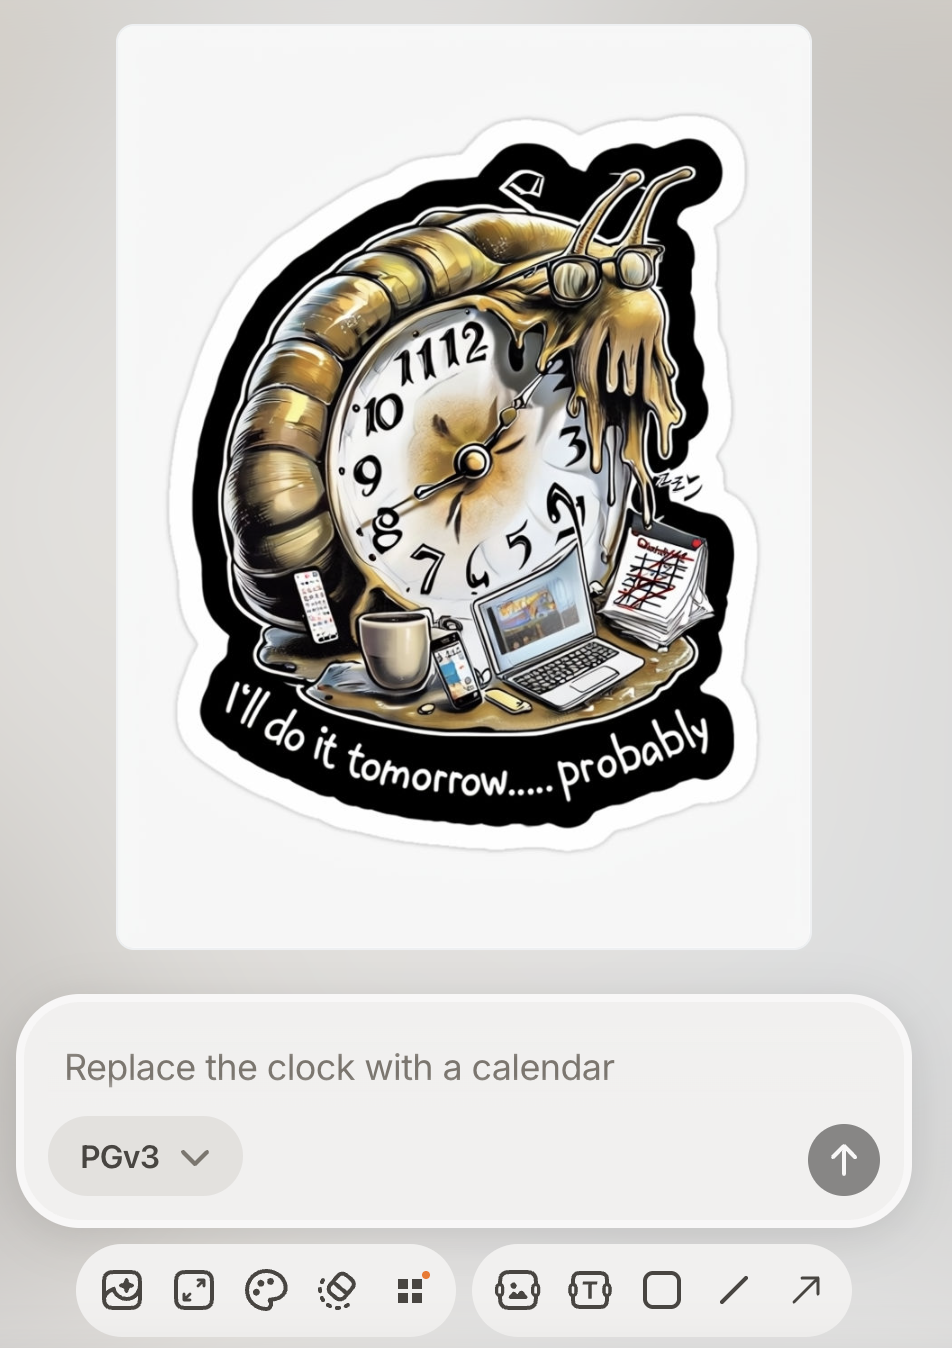 11 12
10
9
3
8
7
5
I'll do it tomorrow..... probably
Replace the clock with a calendar
PGv3
T